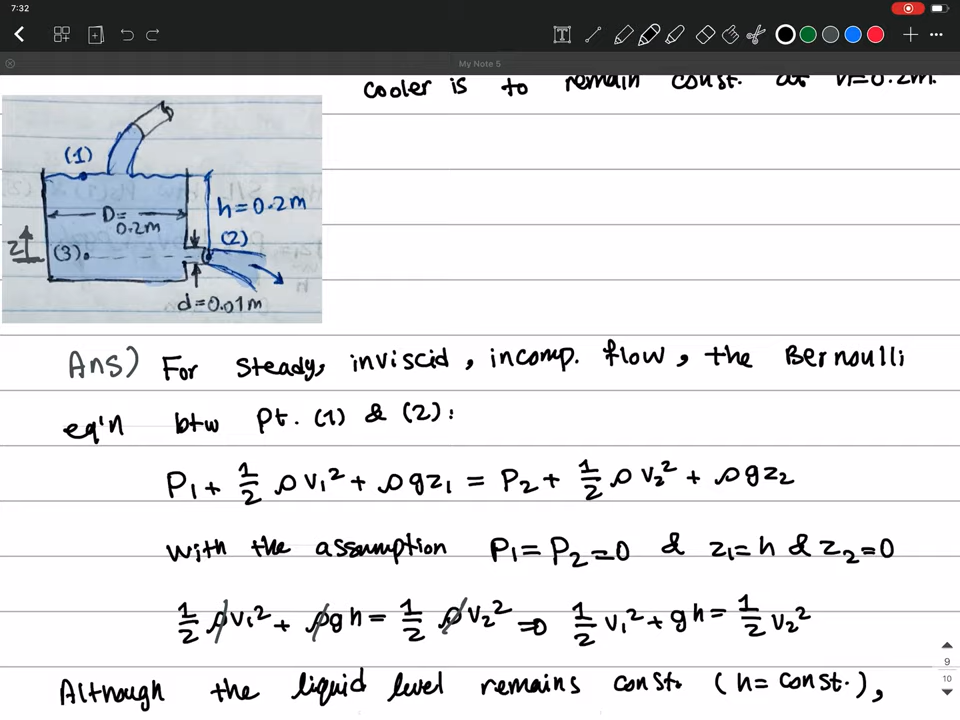 7:32
My Note 5
cooler is to remain const. at h=0.2m.
(1)
D=
0.2m
h=0.2m
(2)
Z
(3)
d=0.01m
Ans) For steady, inviscid, incomp. flow, the Bernoulli
eq'n btw Pt. (1) & (2):
P₁ + 1/2 ρv₁² + ρgz₁ = P₂ + 1/2 ρv₂² + ρgz₂
with the assumption P₁=P₂=0 & z₁=h & z₂=0
1/2 ρv₁² + ρgh = 1/2 ρv₂² ⇒ 1/2 v₁² + gh = 1/2 v₂²
Although the liquid level remains const. (h=const.),
9
10